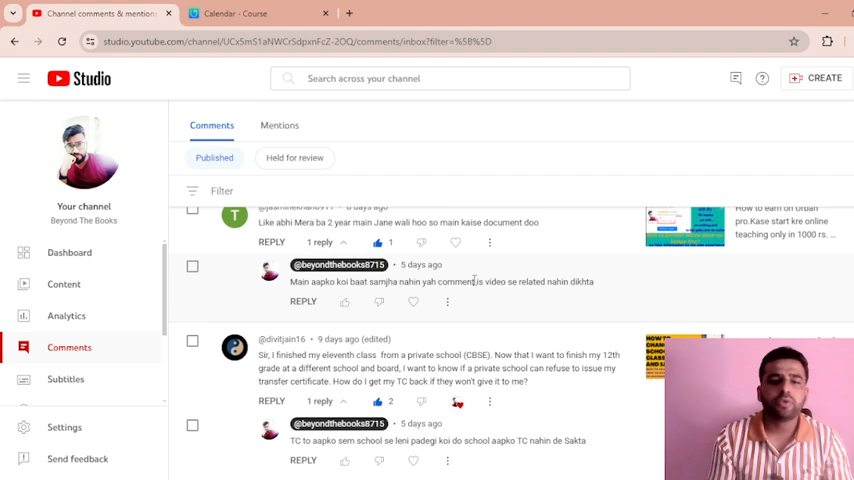 Channel comments & mention
Calendar - Course
studio.youtube.com/channel/UCx5mS1aNWCrSdpxnFcZ-2OQ/comments/inbox?filter=%5B%5D
Studio
Search across your channel
CREATE
Your channel
Beyond The Books
Dashboard
Content
Analytics
Comments
Subtitles
Settings
Send feedback
Comments
Mentions
Published
Held for review
Filter
T
8 days ago
Like abhi Mera ba 2 year main Jane wali hoo so main kaise document doo
REPLY
1 reply
1
How to earn on Urban
pro.Kase start kre online
teaching only in 1000 rs. ...
@beyondthebooks8715
• 5 days ago
Main aapko koi baat samjha nahin yah comment is video se related nahin dikhta
REPLY
@divitjain16 • 9 days ago (edited)
Sir, I finished my eleventh class from a private school (CBSE). Now that I want to finish my 12th
grade at a different school and board, I want to know if a private school can refuse to issue my
transfer certificate. How do I get my TC back if they won't give it to me?
REPLY
1 reply
2
HOW TO
@beyondthebooks8715
• 5 days ago
TC to aapko sem school se leni padegi koi do school aapko TC nahin de Sakta
REPLY